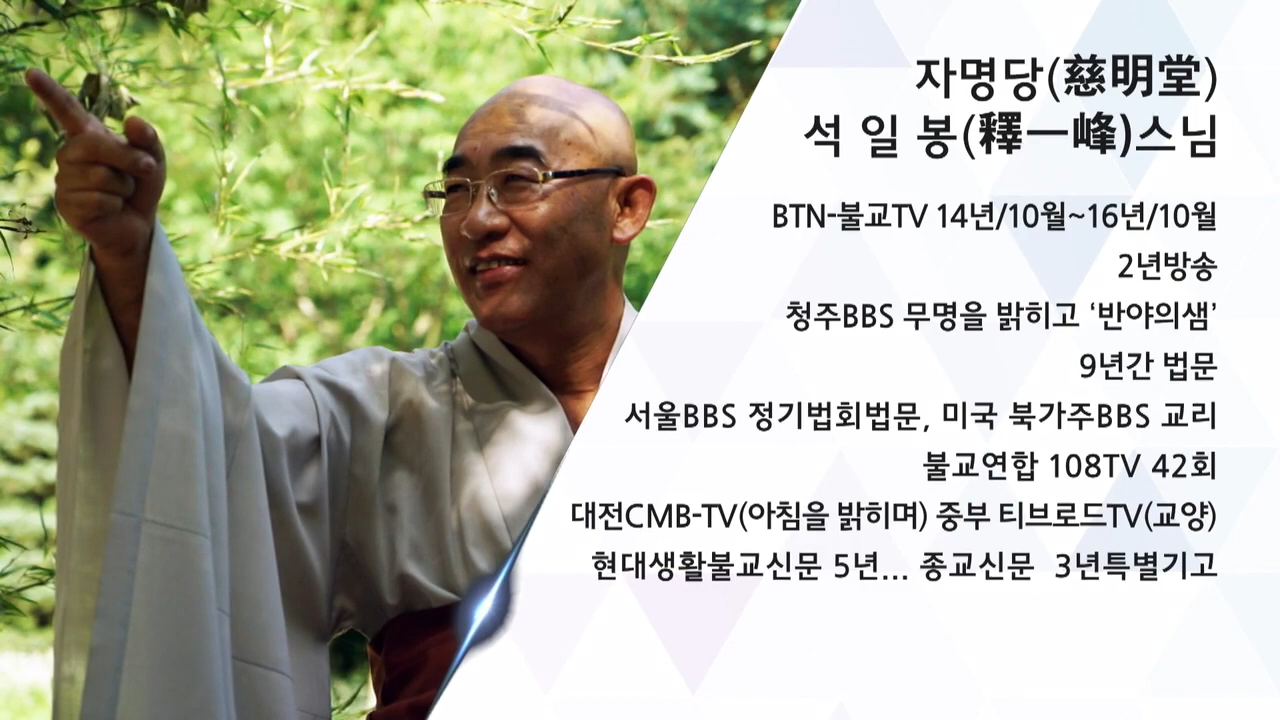 자명당(慈明堂)
석 일 봉(釋一峰)스님
BTN-불교TV 14년/10월~16년/10월
2년방송
청주BBS 무명을 밝히고 ‘반야의샘’
9년간 법문
서울BBS 정기법회법문, 미국 북가주BBS 교리
불교연합 108TV 42회
대전CMB-TV(아침을 밝히며) 중부 티브로드TV(교양)
현대생활불교신문 5년... 종교신문 3년특별기고